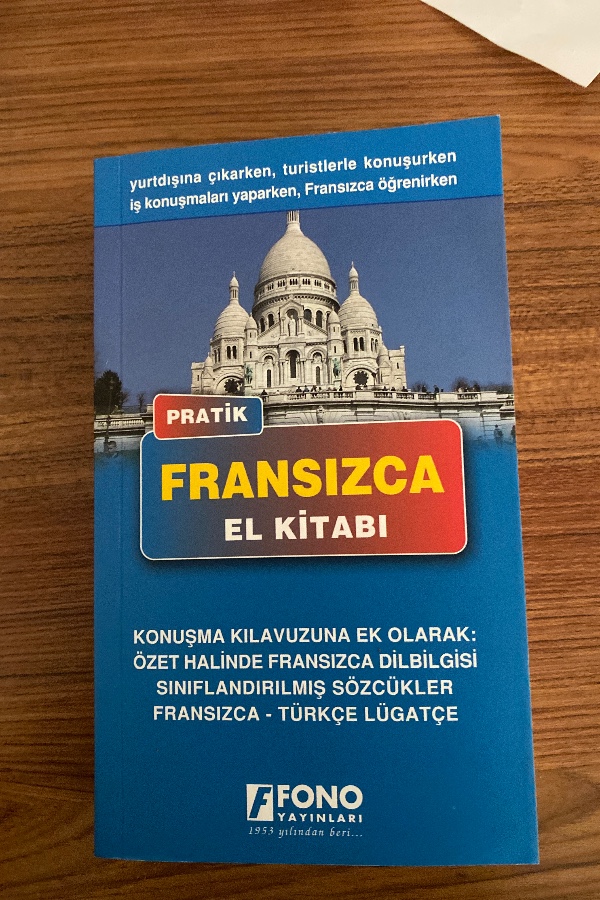 yurtdışına çıkarken, turistlerle konuşurken
iş konuşmaları yaparken, Fransızca öğrenirken
PRATİK
FRANSIZCA
EL KİTABI
KONUŞMA KILAVUZUNA EK OLARAK:
ÖZET HALİNDE FRANSIZCA DİLBİLGİSİ
SINIFLANDIRILMIŞ SÖZCÜKLER
FRANSIZCA - TÜRKÇE LÜGATÇE
F FONO
YAYINLARI
1953 yılından beri...